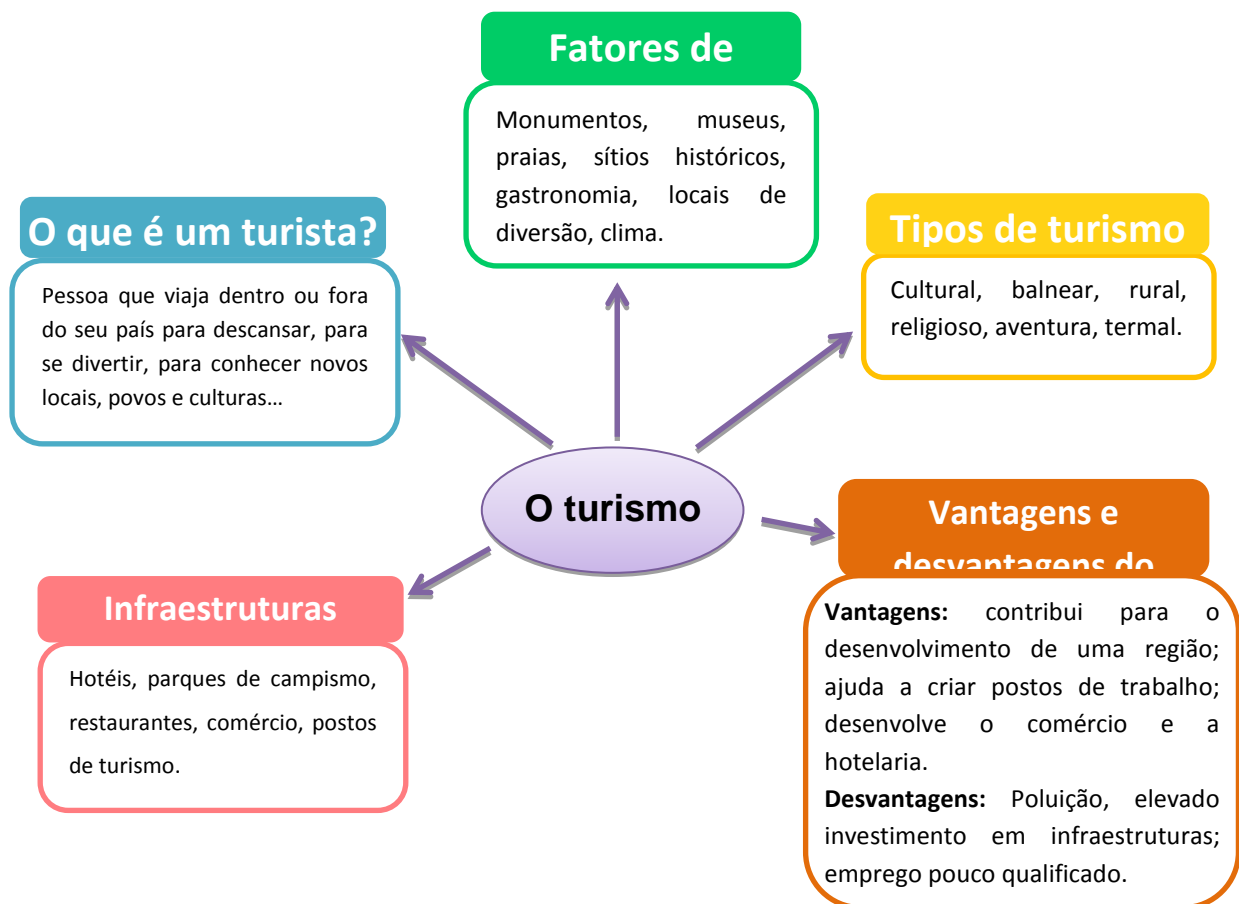 Fatores de
Monumentos, museus,
praias, sítios históricos,
gastronomia, locais de
diversão, clima.
O que é um turista?
Pessoa que viaja dentro ou fora
do seu país para descansar, para
se divertir, para conhecer novos
locais, povos e culturas…
Tipos de turismo
Cultural, balnear, rural,
religioso, aventura, termal.
O turismo
Infraestruturas
Hotéis, parques de campismo,
restaurantes, comércio, postos
de turismo.
Vantagens e
desvantagens do
Vantagens: contribui para o
desenvolvimento de uma região;
ajuda a criar postos de trabalho;
desenvolve o comércio e a
hotelaria.
Desvantagens: Poluição, elevado
investimento em infraestruturas;
emprego pouco qualificado.